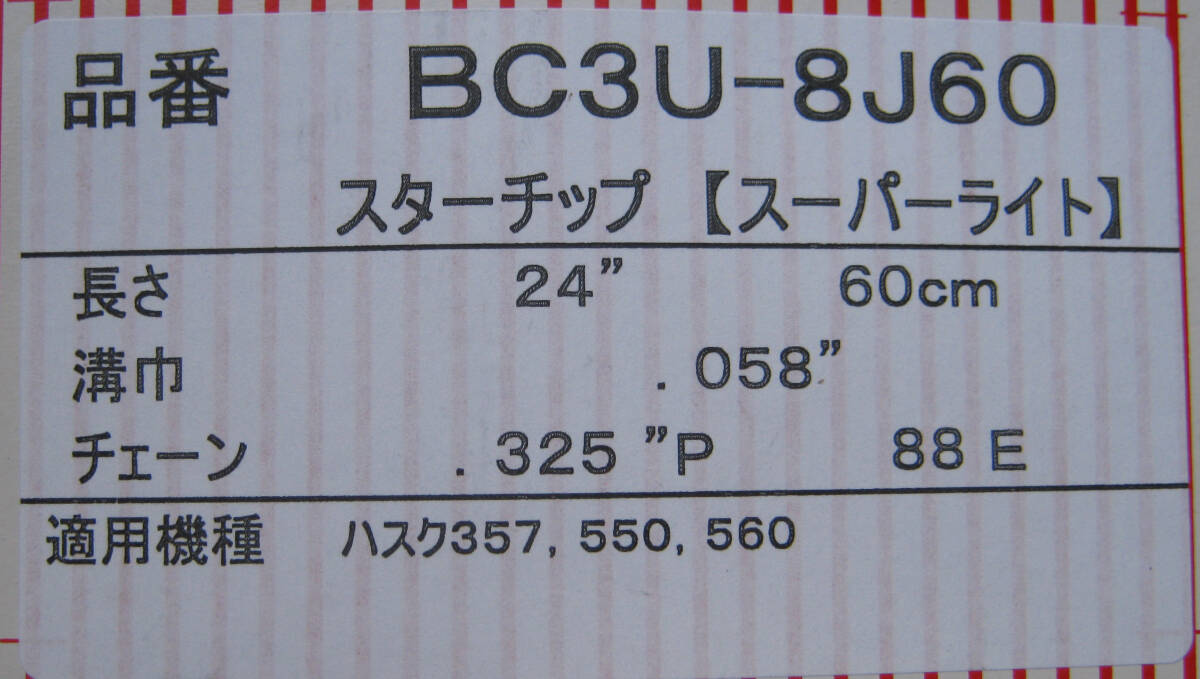 品番 BC3U-8J60
スターチップ【スーパーライト】
長さ 24” 60cm
溝巾 .058”
チェーン .325”P 88E
適用機種 ハスク357, 550, 560